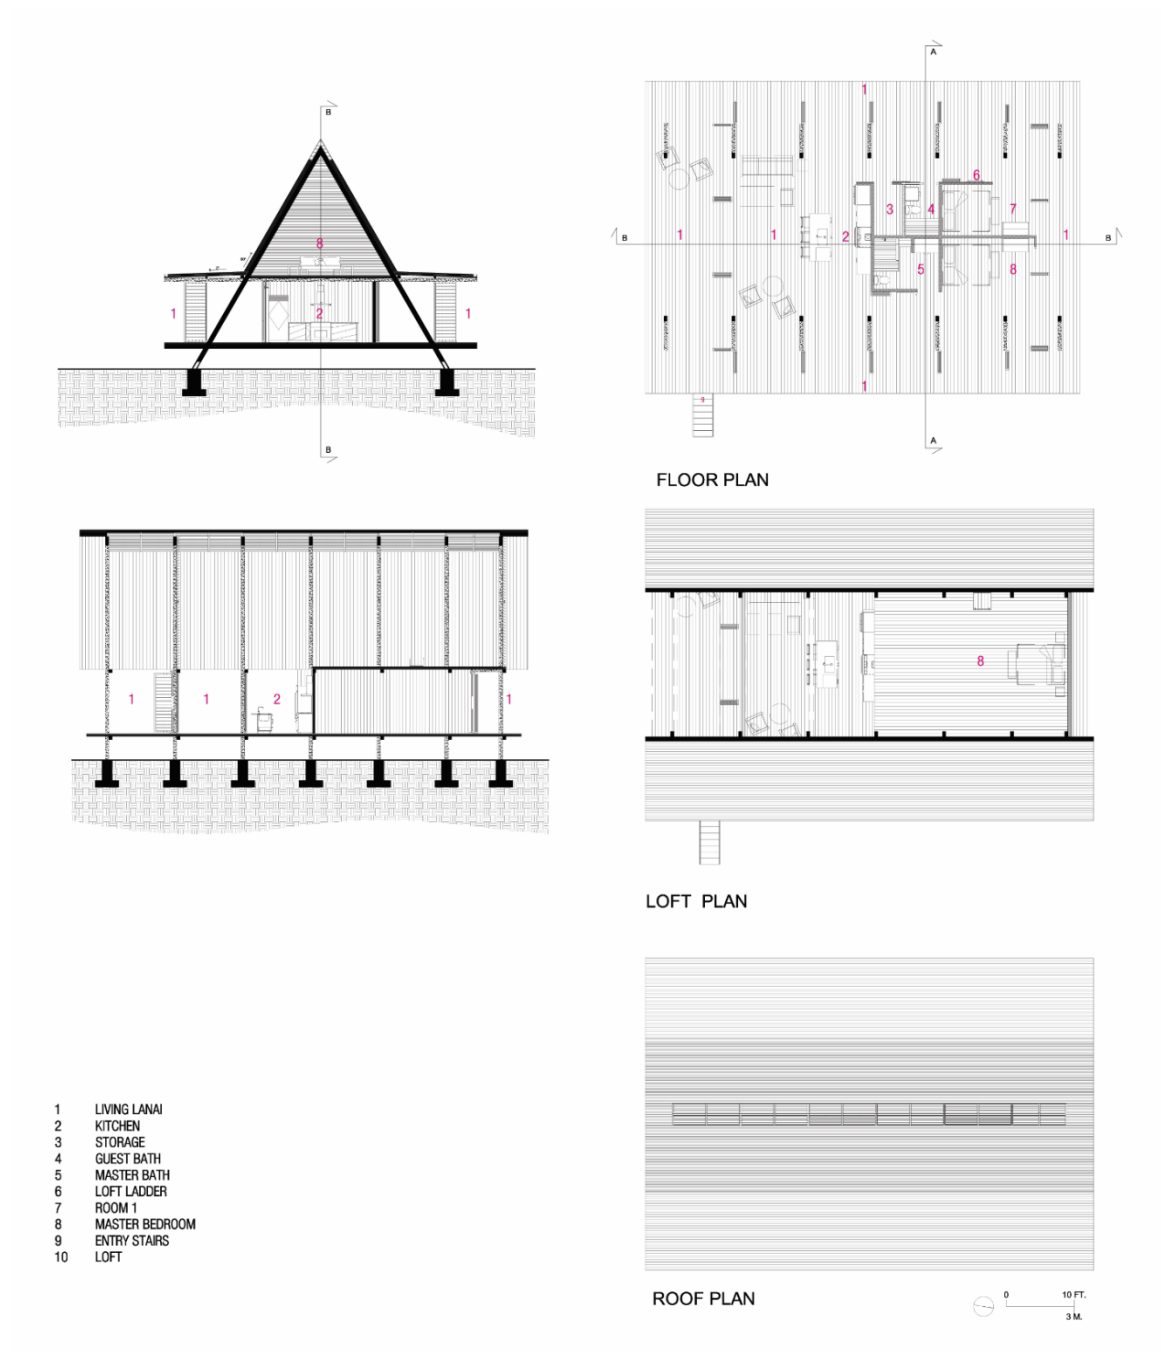 B
8
1
2
1
B
A
1
6
3
4
7
B
1
1
2
1
B
5
8
1
9
A
FLOOR PLAN
1
1
2
1
8
LOFT PLAN
1 LIVING LANAI
2 KITCHEN
3 STORAGE
4 GUEST BATH
5 MASTER BATH
6 LOFT LADDER
7 ROOM 1
8 MASTER BEDROOM
9 ENTRY STAIRS
10 LOFT
ROOF PLAN
0 10 FT.
3 M.